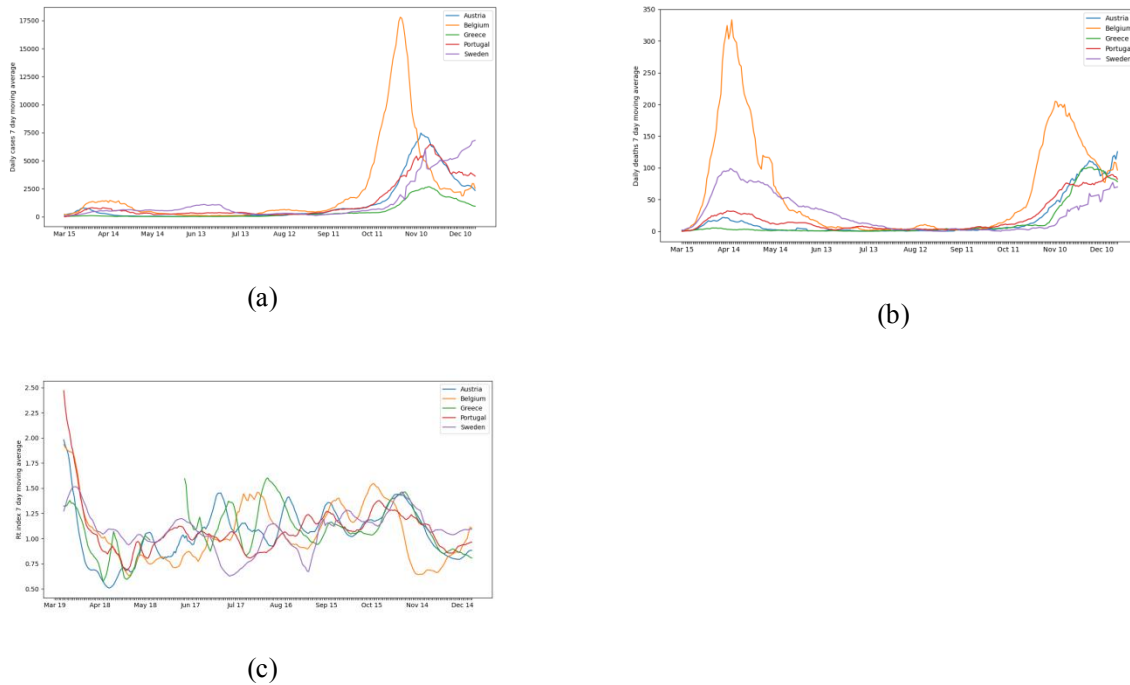 17500
15000
12500
10000
7500
5000
2500
0
Daily cases 7 day moving average
Austria
Belgium
Greece
Portugal
Sweden
Mar 15 Apr 14 May 14 Jun 13 Jul 13 Aug 12 Sep 11 Oct 11 Nov 10 Dec 10
(a)
350
300
250
200
150
100
50
0
Daily deaths 7 day moving average
Austria
Belgium
Greece
Portugal
Sweden
Mar 15 Apr 14 May 14 Jun 13 Jul 13 Aug 12 Sep 11 Oct 11 Nov 10 Dec 10
(b)
2.50
2.25
2.00
1.75
1.50
1.25
1.00
0.75
0.50
Rt index 7 day moving average
Austria
Belgium
Greece
Portugal
Sweden
Mar 19 Apr 18 May 18 Jun 17 Jul 17 Aug 16 Sep 15 Oct 15 Nov 14 Dec 14
(c)